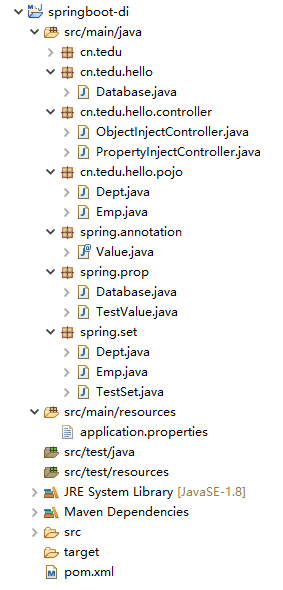 springboot-di
src/main/java
cn.tedu
cn.tedu.hello
Database.java
cn.tedu.hello.controller
ObjectInjectController.java
PropertyInjectController.java
cn.tedu.hello.pojo
Dept.java
Emp.java
spring.annotation
Value.java
spring.prop
Database.java
TestValue.java
spring.set
Dept.java
Emp.java
TestSet.java
src/main/resources
application.properties
src/test/java
src/test/resources
JRE System Library [JavaSE-1.8]
Maven Dependencies
src
target
pom.xml